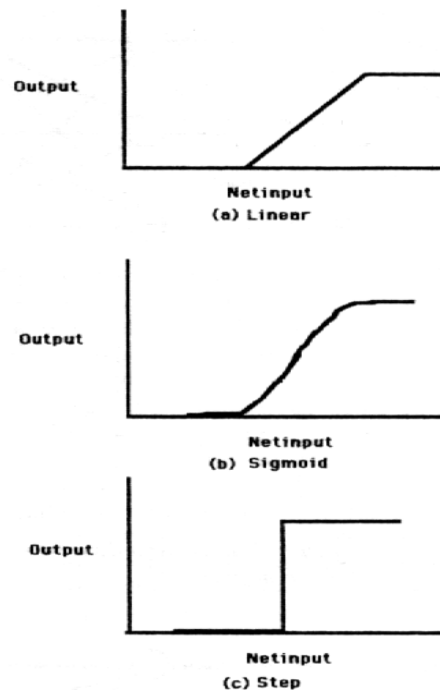 Output
Netinput
(a) Linear
Output
Netinput
(b) Sigmoid
Output
Netinput
(c) Step